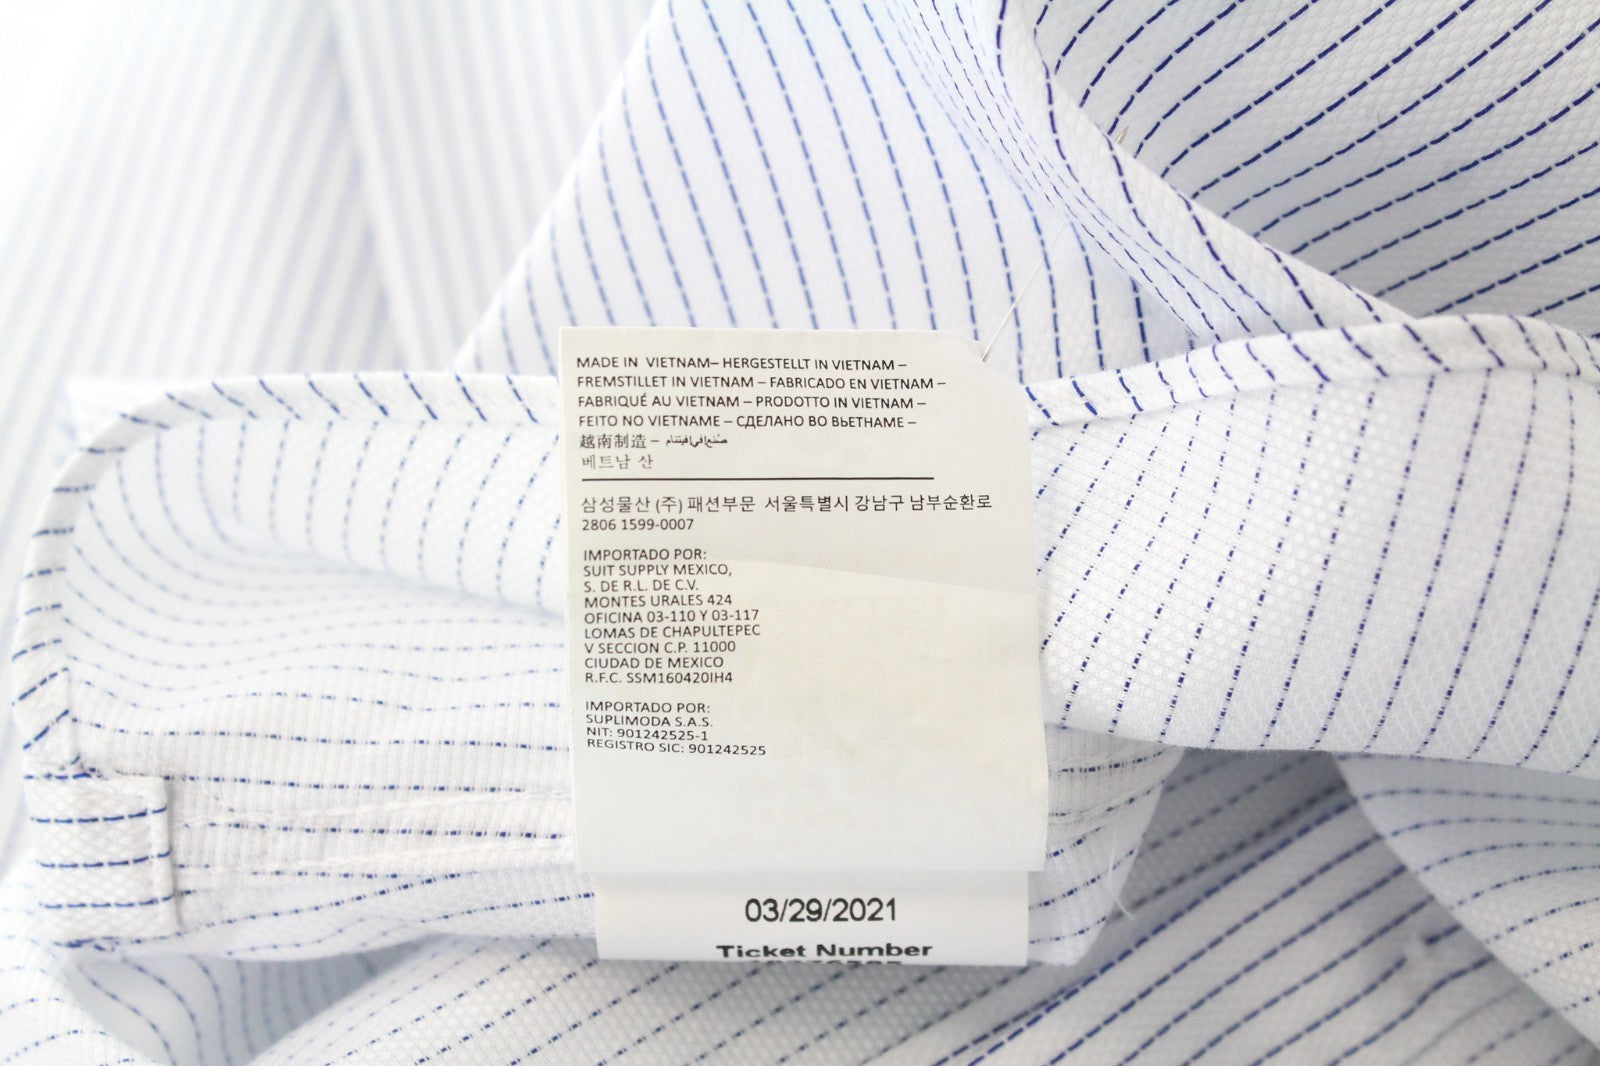 MADE IN VIETNAM– HERGESTELLT IN VIETNAM –
FREMSTILLET IN VIETNAM – FABRICADO EN VIETNAM –
FABRIQUÉ AU VIETNAM – PRODOTTO IN VIETNAM –
FEITO NO VIETNAME – СДЕЛАНО ВО ВЬЕТНАМЕ –
越南制造 –
베트남 산
삼성물산 (주) 패션부문 서울특별시 강남구 남부순환로
2806 1599-0007
IMPORTADO POR:
SUIT SUPPLY MEXICO,
S. DE R.L. DE C.V.
MONTES URALES 424
OFICINA 03-110 Y 03-117
LOMAS DE CHAPULTEPEC
V SECCION C.P. 11000
CIUDAD DE MEXICO
R.F.C. SSM160420IH4
IMPORTADO POR:
SUPLIMODA S.A.S.
NIT: 901242525-1
REGISTRO SIC: 901242525
03/29/2021
Ticket Number